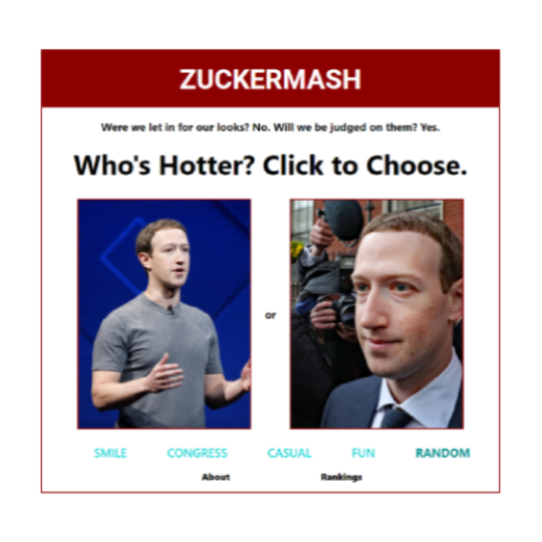 ZUCKERMASH
Were we let in for our looks? No. Will we be judged on them? Yes.
Who's Hotter? Click to Choose.
or
SMILE CONGRESS CASUAL FUN RANDOM
About Rankings